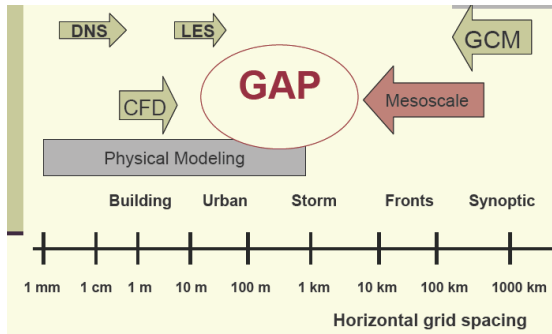 DNS
LES
GCM
GAP
CFD
Mesoscale
Physical Modeling
Building Urban Storm Fronts Synoptic
1 mm 1 cm 1 m 10 m 100 m 1 km 10 km 100 km 1000 km
Horizontal grid spacing